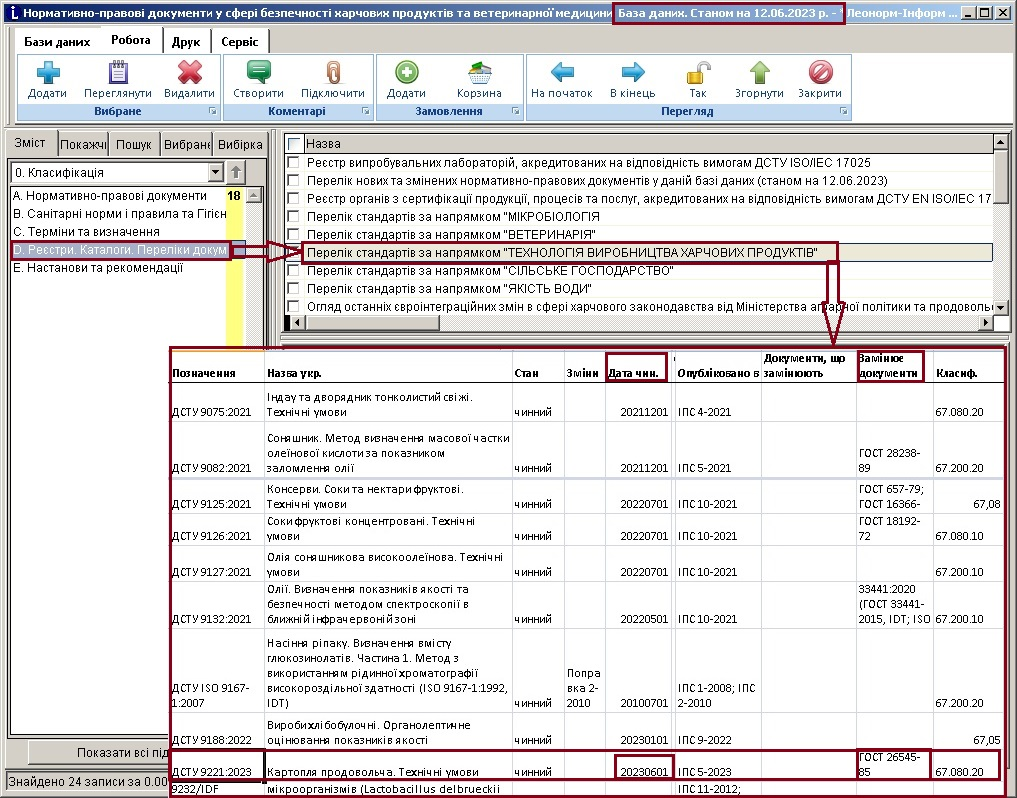 Нормативно-правові документи у сфері безпечності харчових продуктів та ветеринарної медицини База даних. Станом на 12.06.2023 р. - "Леонорм-Інформ ...
Бази даних Робота Друк Сервіс
Додати Переглянути Видалити Створити Підключити Додати Корзина На початок В кінець Так Згорнути Закрити
Вибране Коментарі Замовлення Перегляд
Зміст Покажчі Пошук Вибране Вибірка
0. Класифікація
A. Нормативно-правові документи 18
B. Санітарні норми і правила та Гігієн
C. Терміни та визначення
D. Реєстри. Каталоги. Переліки докум
E. Настанови та рекомендації
Назва
Реєстр випробувальних лабораторій, акредитованих на відповідність вимогам ДСТУ ISO/IEC 17025
Перелік нових та змінених нормативно-правових документів у даній базі даних (станом на 12.06.2023)
Реєстр органів з сертифікації продукції, процесів та послуг, акредитованих на відповідність вимогам ДСТУ EN ISO/IEC 17
Перелік стандартів за напрямком "МІКРОБІОЛОГІЯ
Перелік стандартів за напрямком "ВЕТЕРИНАРІЯ"
Перелік стандартів за напрямком "ТЕХНОЛОГІЯ ВИРОБНИЦТВА ХАРЧОВИХ ПРОДУКТІВ"
Перелік стандартів за напрямком "СІЛЬСЬКЕ ГОСПОДАРСТВО"
Перелік стандартів за напрямком "ЯКІСТЬ ВОДИ"
Огляд останніх євроінтеграційних змін в сфері харчового законодавства від Міністерства аграрної політики та продоволь
Позначення Назва укр. Стан Зміни Дата чин. Опубліковано в Документи, що
замінюють Замінює
документи Класиф.
ДСТУ 9075:2021 Індау та дворядник тонколистий свіжі.
Технічні умови чинний 20211201 ІПС 4-2021 67.080.20
ДСТУ 9082:2021 Соняшник. Метод визначення масової частки
олеїнової кислоти за показником
заломлення олії чинний 20211201 ІПС 5-2021 ГОСТ 28238-
89 67.200.20
ДСТУ 9125:2021 Консерви. Соки та нектари фруктові.
Технічні умови чинний 20220701 ІПС 10-2021 ГОСТ 657-79;
ГОСТ 16366- 67,08
ДСТУ 9126:2021 Соки фруктові концентровані. Технічні
умови чинний 20220701 ІПС 10-2021 ГОСТ 18192-
72 67.080.10
ДСТУ 9127:2021 Олія соняшникова високоолеїнова. Технічні
умови чинний 20220701 ІПС 10-2021 67.200.10
ДСТУ 9132:2021 Олії. Визначення показників якості та
безпечності методом спектроскопії в
ближній інфрачервоній зоні чинний 20220501 ІПС 10-2021 33441:2020
(ГОСТ 33441-
2015, IDT; ISO 67.200.10
ДСТУ ISO 9167-
1:2007 Насіння ріпаку. Визначення вмісту
глюкозинолатів. Частина 1. Метод з
використанням рідинної хроматографії
високороздільної здатності (ISO 9167-1:1992,
IDT) чинний Попра
вка 2-
2010 20100701 ІПС 1-2008; ІПС
2-2010 67.200.20
ДСТУ 9188:2022 Вироби хлібобулочні. Органолептичне
оцінювання показників якості чинний 20230101 ІПС 9-2022 67,05
ДСТУ 9221:2023 Картопля продовольча. Технічні умови чинний 20230601 ІПС 5-2023 ГОСТ 26545-
85 67.080.20
9232/IDF мікроорганізмів (Lactobacillus delbrueckii ІПС 11-2012;
Показати всі під
Знайдено 24 записи за 0.00